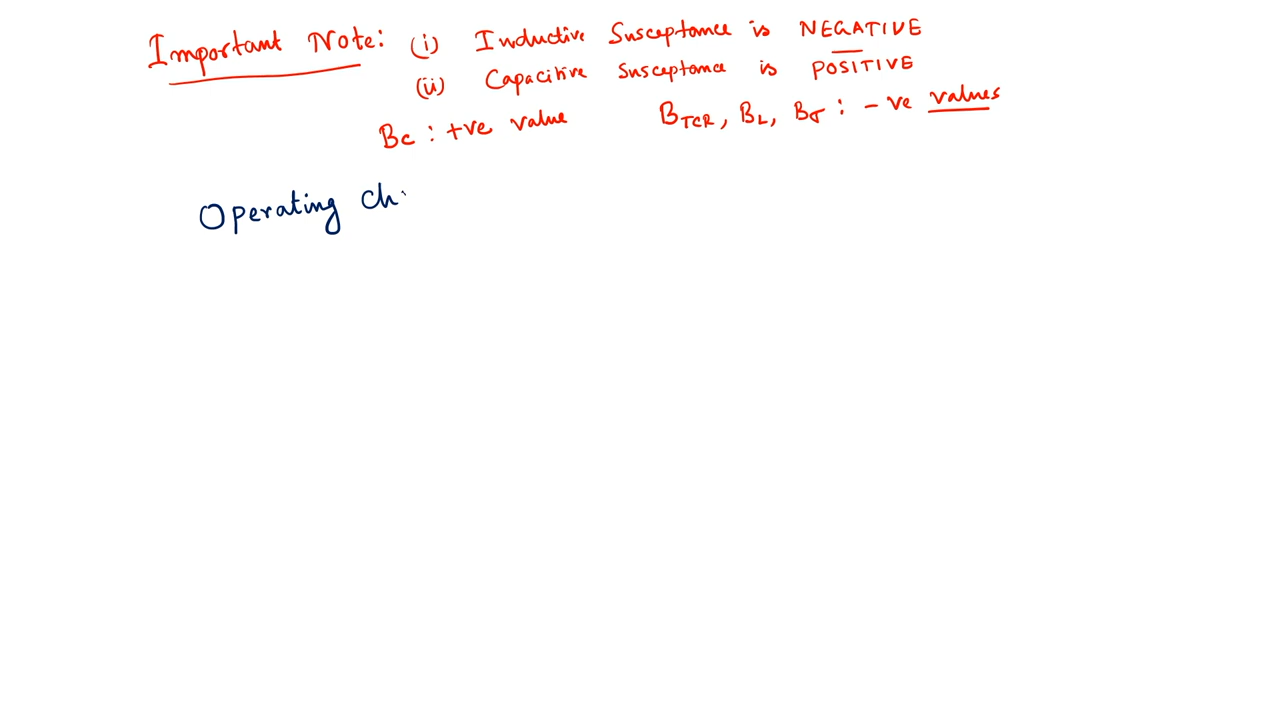 Important Note: (i) Inductive Susceptance is NEGATIVE
(ii) Capacitive Susceptance is POSITIVE
Bc : +ve value BTCR, BL, Bσ : -ve values
Operating ch